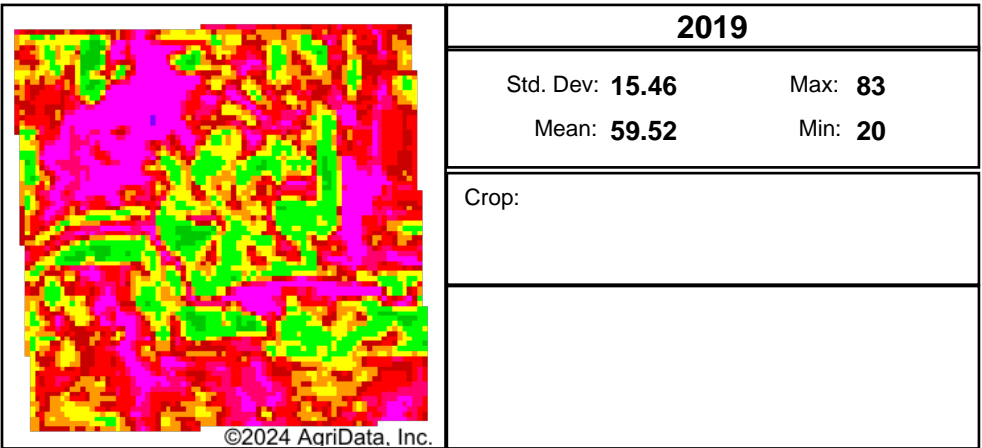 2019
Std. Dev: 15.46 Max: 83
Mean: 59.52 Min: 20
Crop:
©2024 AgriData, Inc.